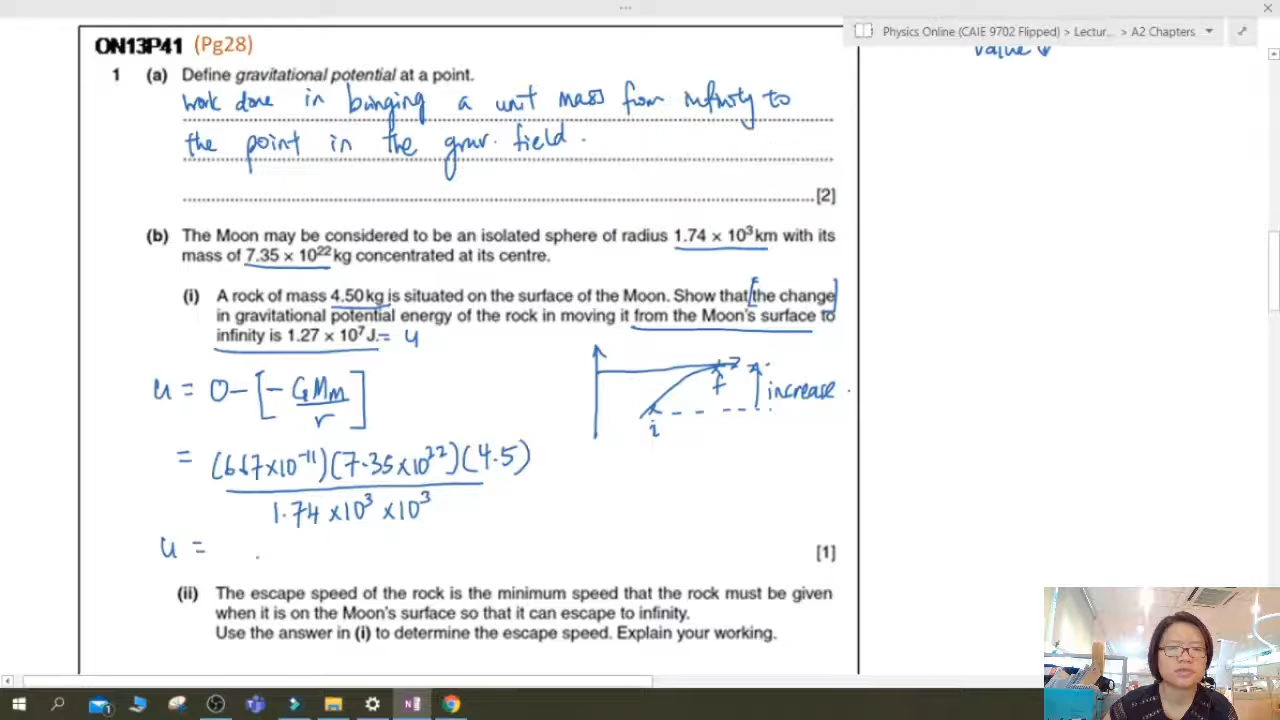 Physics Online (CAIE 9702 Flipped) > Lectur... > A2 Chapters
value ↓
ON13P41 (Pg28)
1 (a) Define gravitational potential at a point.
work done in bringing a unit mass from infinity to
the point in the grav. field.
[2]
(b) The Moon may be considered to be an isolated sphere of radius 1.74 × 10³ km with its
mass of 7.35 × 10²² kg concentrated at its centre.
(i) A rock of mass 4.50 kg is situated on the surface of the Moon. Show that [the change]
in gravitational potential energy of the rock in moving it from the Moon's surface to
infinity is 1.27 × 10⁷ J. = u
u = 0 - [- GMm / r]
f increase.
i
= (6.67×10⁻¹¹)(7.35×10²²)(4.5)
1.74 ×10³ ×10³
u =
[1]
(ii) The escape speed of the rock is the minimum speed that the rock must be given
when it is on the Moon's surface so that it can escape to infinity.
Use the answer in (i) to determine the escape speed. Explain your working.